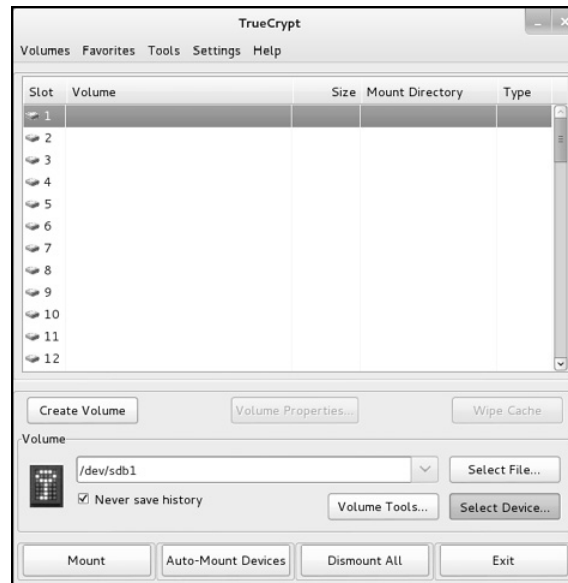 TrueCrypt
Volumes Favorites Tools Settings Help
Slot Volume Size Mount Directory Type
1
2
3
4
5
6
7
8
9
10
11
12
Create Volume Volume Properties... Wipe Cache
Volume
/dev/sdb1 Select File...
Never save history Volume Tools... Select Device...
Mount Auto-Mount Devices Dismount All Exit